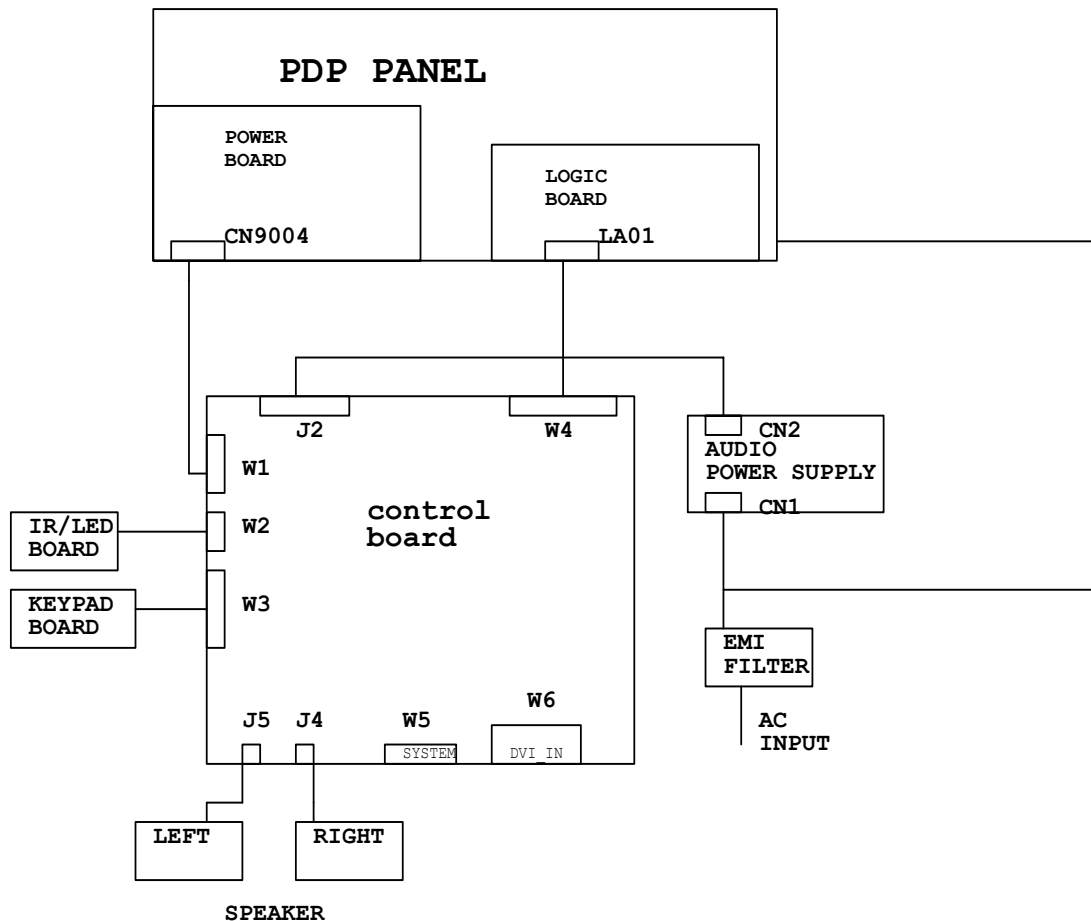 PDP PANEL
POWER
BOARD
LOGIC
BOARD
CN9004
LA01
J2
W4
CN2
AUDIO
POWER SUPPLY
CN1
W1
control
board
IR/LED
BOARD
W2
KEYPAD
BOARD
W3
EMI
FILTER
AC
INPUT
J5
J4
W5
W6
SYSTEM
DVI_IN
LEFT
RIGHT
SPEAKER